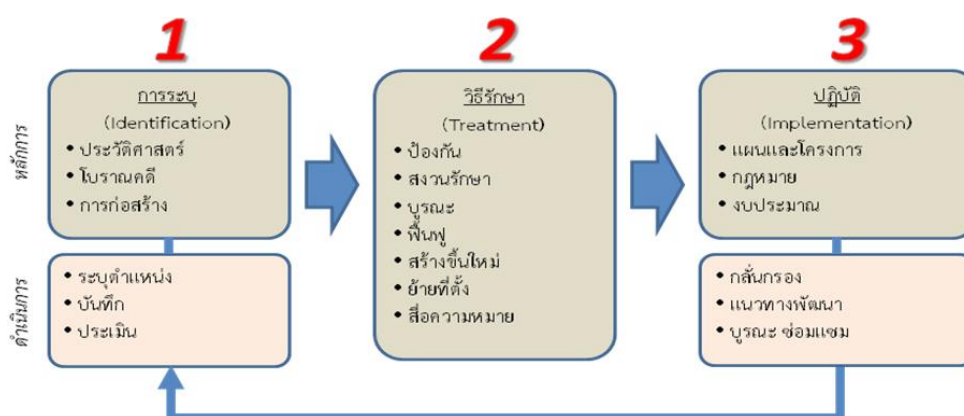 1
2
3
หลักการ
การระบุ
(Identification)
• ประวัติศาสตร์
• โบราณคดี
• การก่อสร้าง
วิธีรักษา
(Treatment)
• ป้องกัน
• สงวนรักษา
• บูรณะ
• ฟื้นฟู
• สร้างขึ้นใหม่
• ย้ายที่ตั้ง
• สื่อความหมาย
ปฏิบัติ
(Implementation)
• แผนและโครงการ
• กฎหมาย
• งบประมาณ
ดำเนินการ
• ระบุตำแหน่ง
• บันทึก
• ประเมิน
• กลั่นกรอง
• แนวทางพัฒนา
• บูรณะ ซ่อมแซม